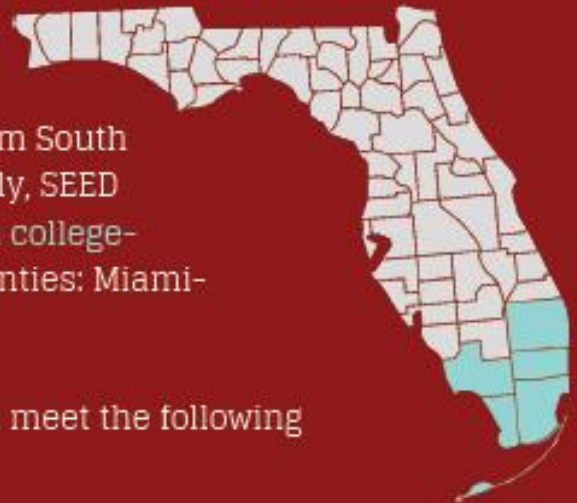 m South
ly, SEED
college-
nties: Miami-
meet the following